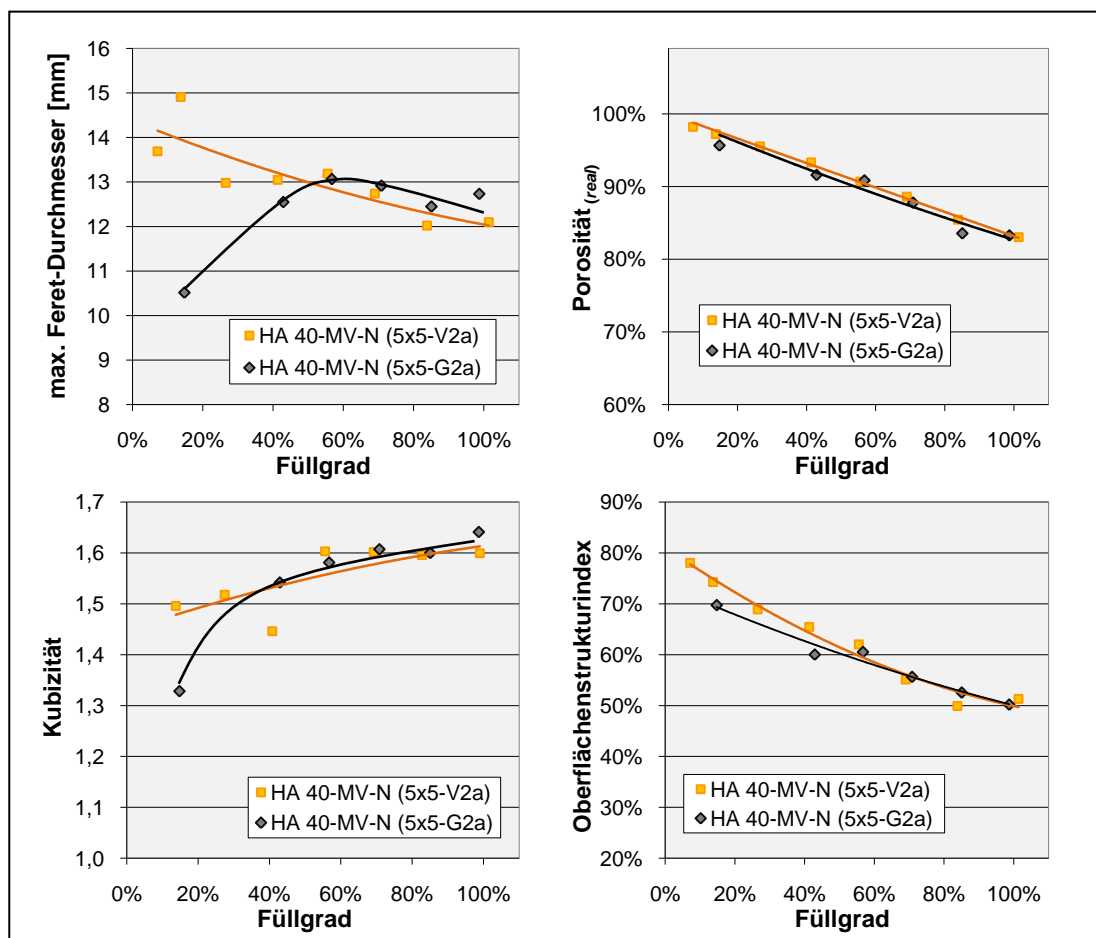 max. Feret-Durchmesser [mm]
16
15
14
13
12
11
10
9
8
HA 40-MV-N (5x5-V2a)
HA 40-MV-N (5x5-G2a)
0% 20% 40% 60% 80% 100%
Füllgrad
Porosität (real)
100%
90%
80%
70%
60%
HA 40-MV-N (5x5-V2a)
HA 40-MV-N (5x5-G2a)
0% 20% 40% 60% 80% 100%
Füllgrad
Kubizität
1,7
1,6
1,5
1,4
1,3
1,2
1,1
1,0
HA 40-MV-N (5x5-V2a)
HA 40-MV-N (5x5-G2a)
0% 20% 40% 60% 80% 100%
Füllgrad
Oberflächenstrukturindex
90%
80%
70%
60%
50%
40%
30%
20%
HA 40-MV-N (5x5-V2a)
HA 40-MV-N (5x5-G2a)
0% 20% 40% 60% 80% 100%
Füllgrad